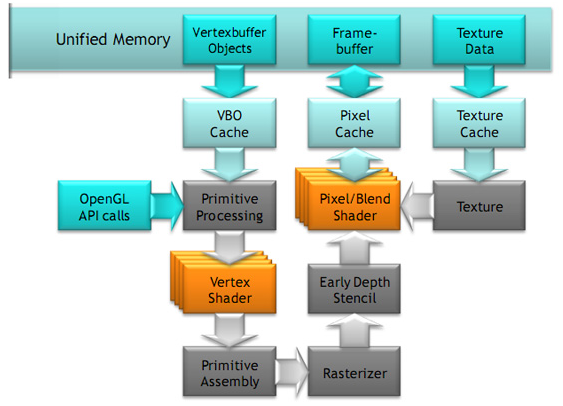 Unified Memory
Vertexbuffer
Objects
Frame-
buffer
Texture
Data
VBO
Cache
Pixel
Cache
Texture
Cache
OpenGL
API calls
Primitive
Processing
Pixel/Blend
Shader
Texture
Vertex
Shader
Early Depth
Stencil
Primitive
Assembly
Rasterizer